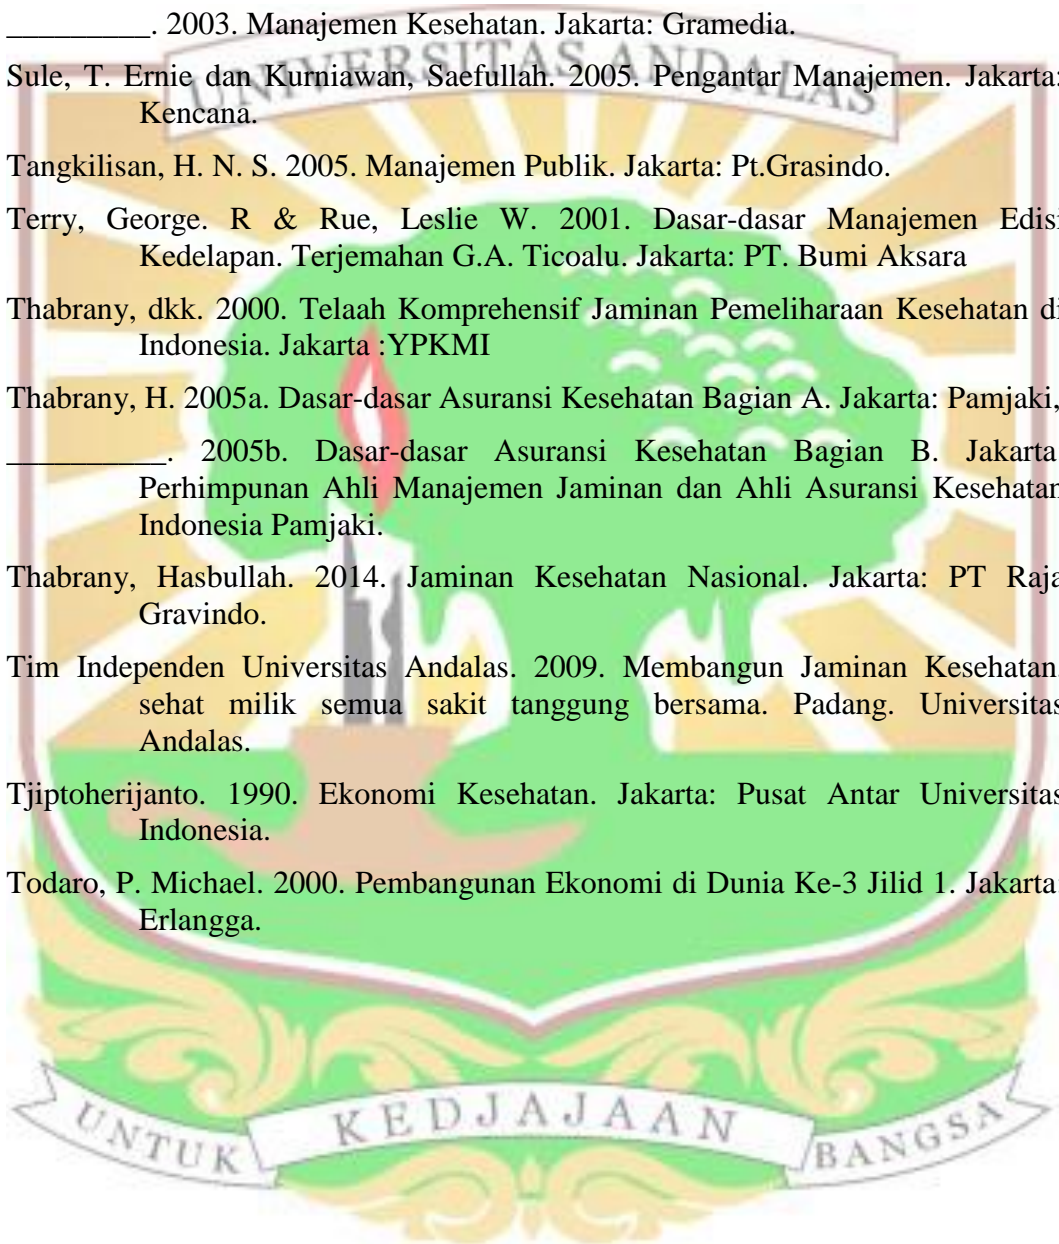 _________. 2003. Manajemen Kesehatan. Jakarta: Gramedia.
UNIVERSITAS ANDALAS
Sule, T. Ernie dan Kurniawan, Saefullah. 2005. Pengantar Manajemen. Jakarta:
Kencana.
Tangkilisan, H. N. S. 2005. Manajemen Publik. Jakarta: Pt.Grasindo.
Terry, George. R & Rue, Leslie W. 2001. Dasar-dasar Manajemen Edisi
Kedelapan. Terjemahan G.A. Ticoalu. Jakarta: PT. Bumi Aksara
Thabrany, dkk. 2000. Telaah Komprehensif Jaminan Pemeliharaan Kesehatan di
Indonesia. Jakarta :YPKMI
Thabrany, H. 2005a. Dasar-dasar Asuransi Kesehatan Bagian A. Jakarta: Pamjaki,
__________. 2005b. Dasar-dasar Asuransi Kesehatan Bagian B. Jakarta
Perhimpunan Ahli Manajemen Jaminan dan Ahli Asuransi Kesehatan
Indonesia Pamjaki.
Thabrany, Hasbullah. 2014. Jaminan Kesehatan Nasional. Jakarta: PT Raja
Gravindo.
Tim Independen Universitas Andalas. 2009. Membangun Jaminan Kesehatan:
sehat milik semua sakit tanggung bersama. Padang. Universitas
Andalas.
Tjiptoherijanto. 1990. Ekonomi Kesehatan. Jakarta: Pusat Antar Universitas
Indonesia.
Todaro, P. Michael. 2000. Pembangunan Ekonomi di Dunia Ke-3 Jilid 1. Jakarta:
Erlangga.
UNTUK KEDJAJAAN BANGSA